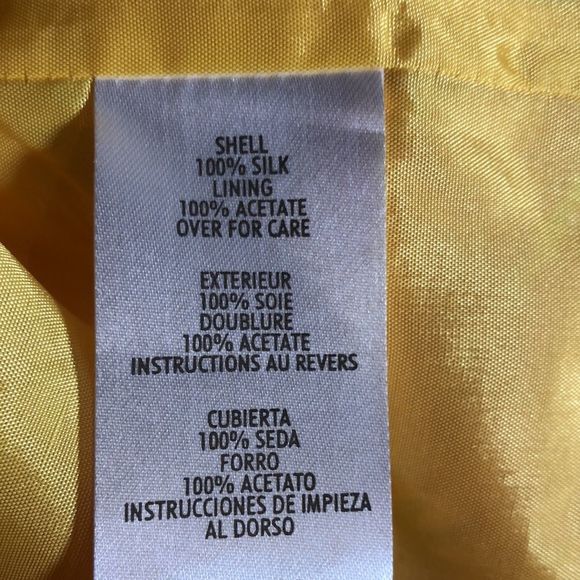 SHELL
100% SILK
LINING
100% ACETATE
OVER FOR CARE
EXTERIEUR
100% SOIE
DOUBLURE
100% ACETATE
INSTRUCTIONS AU REVERS
CUBIERTA
100% SEDA
FORRO
100% ACETATO
INSTRUCCIONES DE IMPIEZA
AL DORSO